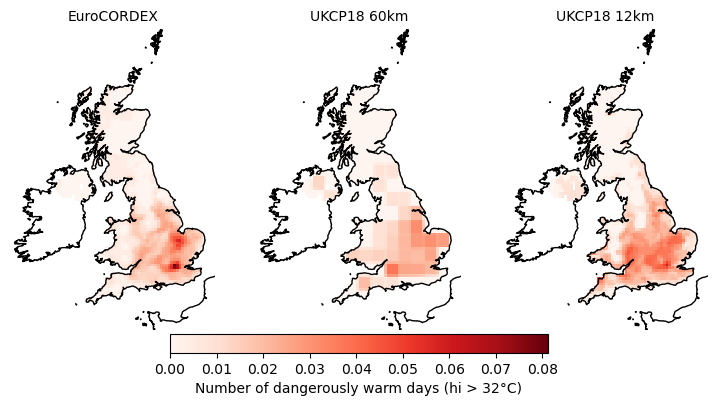 EuroCORDEX UKCP18 60km UKCP18 12km
0.00 0.01 0.02 0.03 0.04 0.05 0.06 0.07 0.08
Number of dangerously warm days (hi > 32°C)